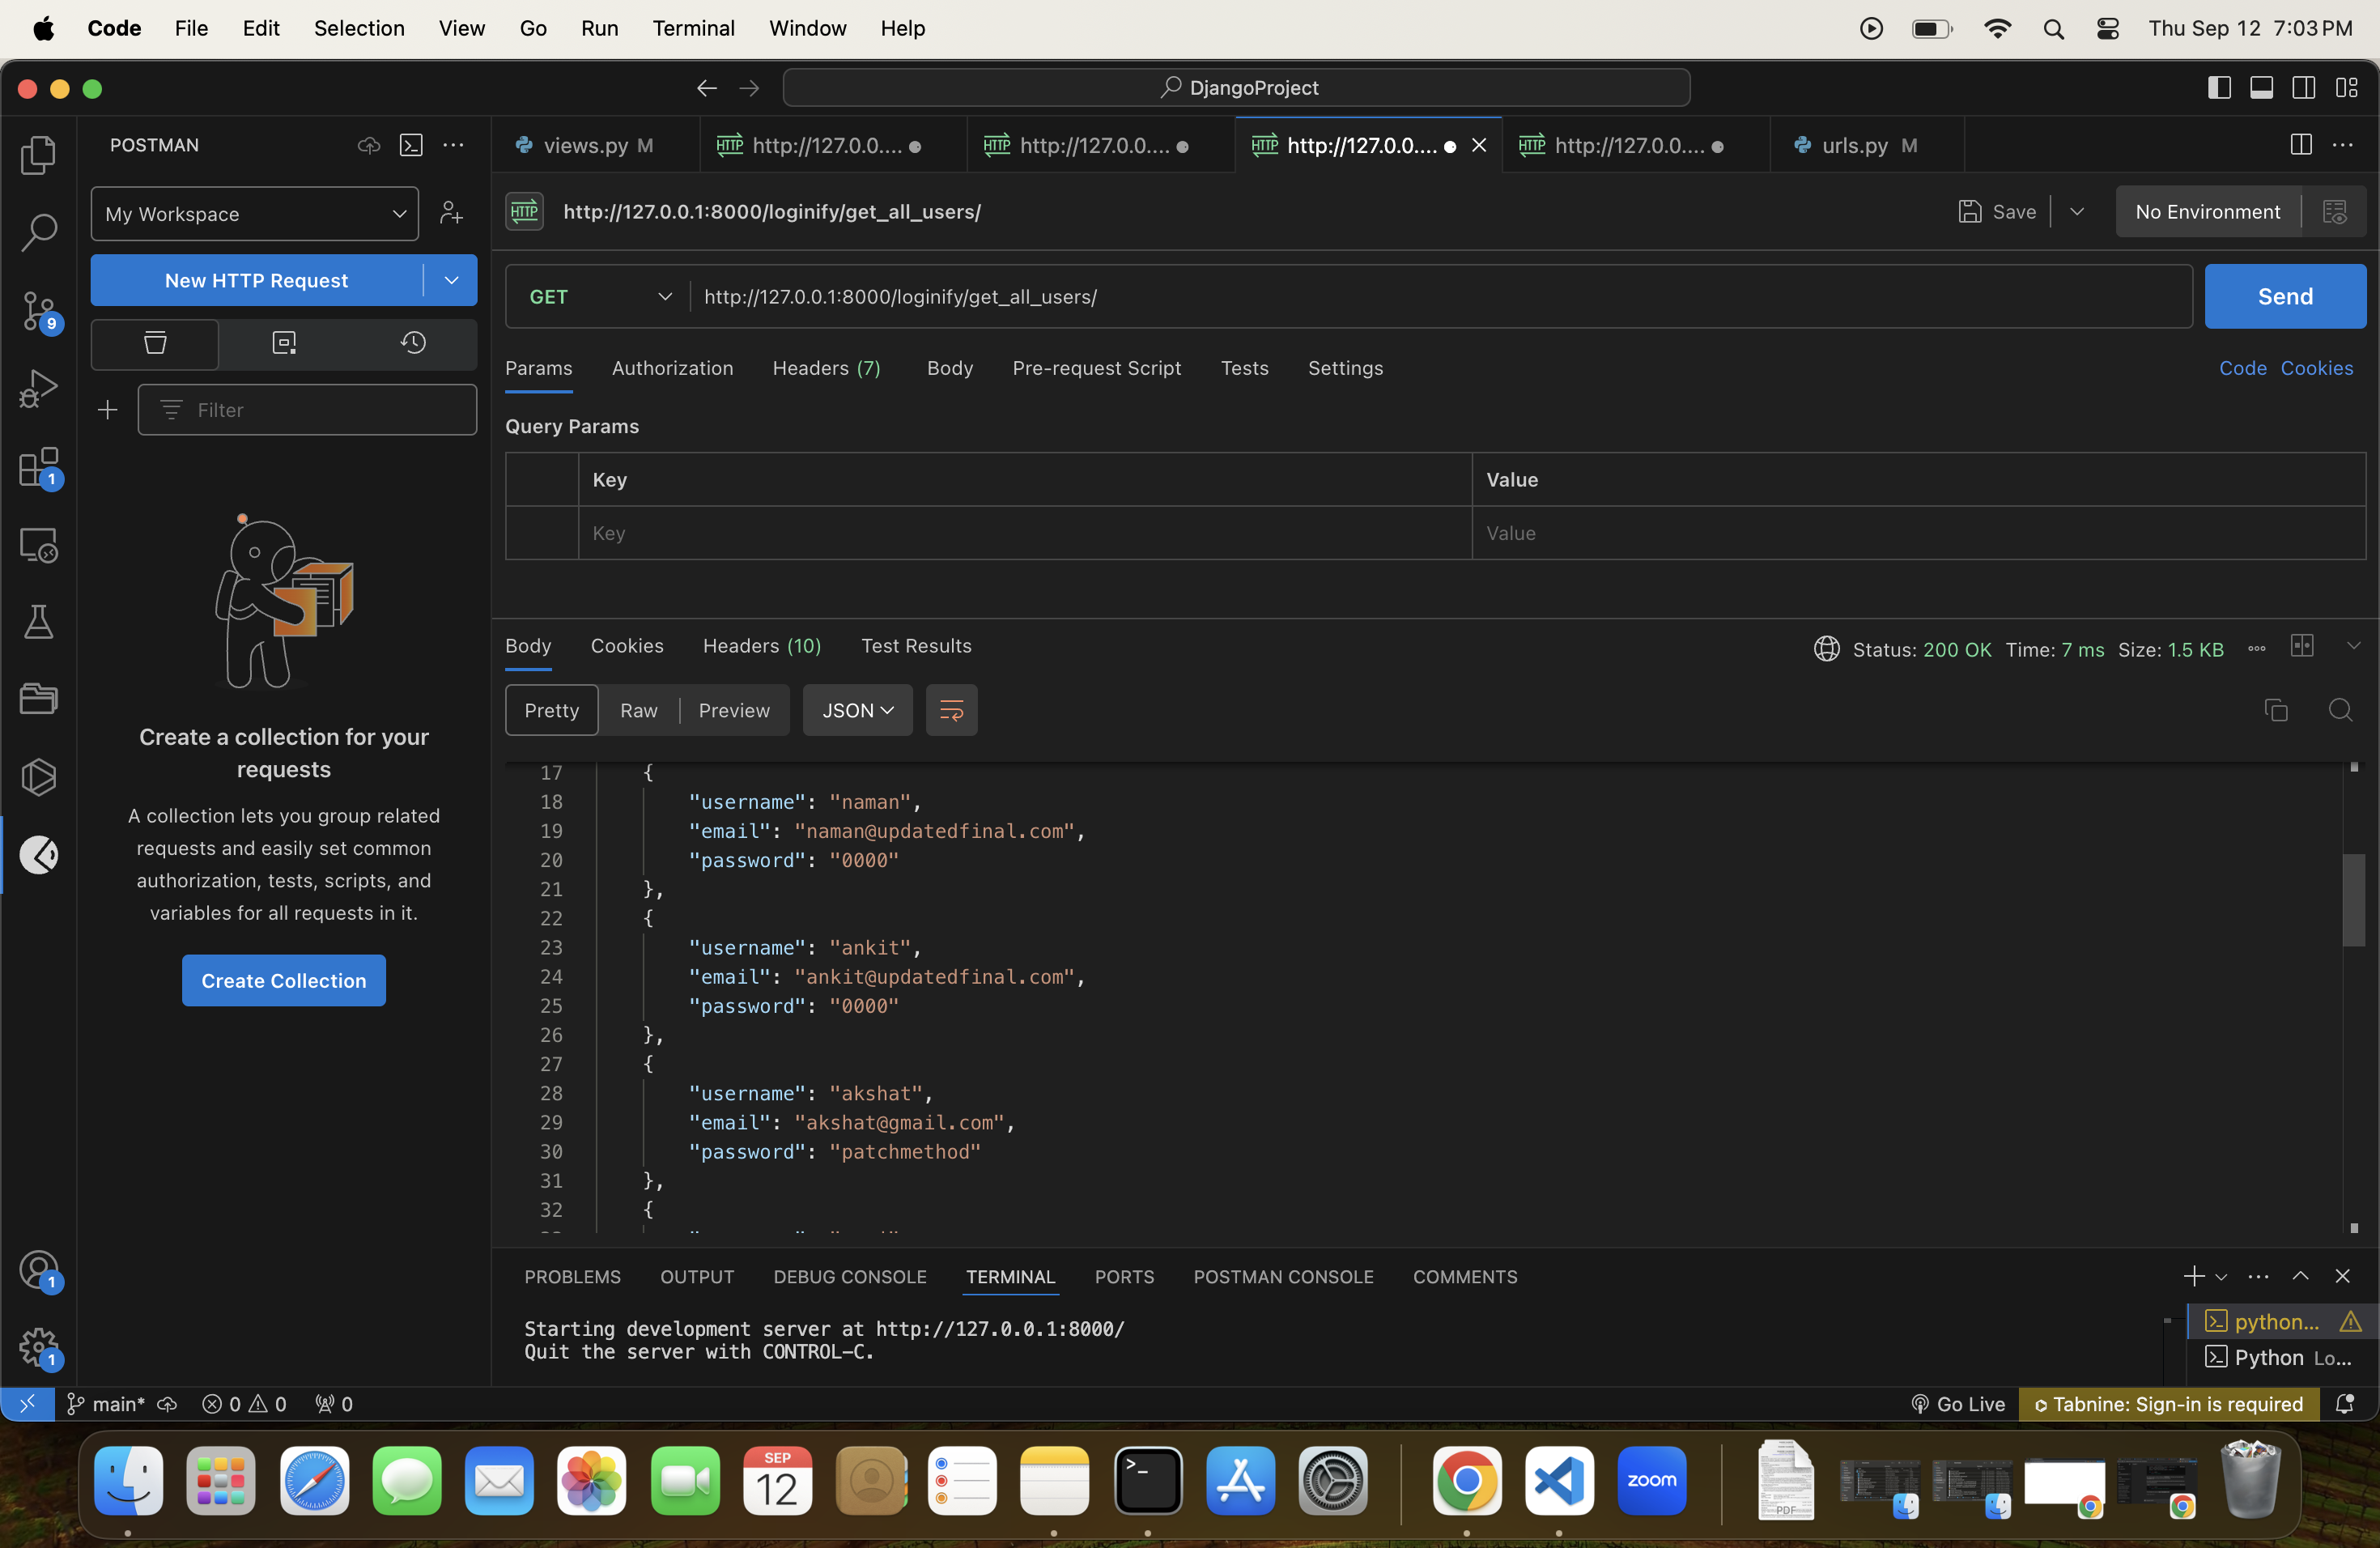 Code File Edit Selection View Go Run Terminal Window Help Thu Sep 12 7:03 PM
DjangoProject
POSTMAN
views.py M http://127.0.0.... http://127.0.0.... http://127.0.0.... http://127.0.0.... urls.py M
My Workspace
HTTP http://127.0.0.1:8000/loginify/get_all_users/ Save No Environment
New HTTP Request
GET http://127.0.0.1:8000/loginify/get_all_users/ Send
9
Params Authorization Headers (7) Body Pre-request Script Tests Settings Code Cookies
Filter
Query Params
Key Value
1
Key Value
Body Cookies Headers (10) Test Results Status: 200 OK Time: 7 ms Size: 1.5 KB
Pretty Raw Preview JSON
Create a collection for your
requests
A collection lets you group related
requests and easily set common
authorization, tests, scripts, and
variables for all requests in it.
Create Collection
17 {
18 "username": "naman",
19 "email": "naman@updatedfinal.com",
20 "password": "0000"
21 },
22 {
23 "username": "ankit",
24 "email": "ankit@updatedfinal.com",
25 "password": "0000"
26 },
27 {
28 "username": "akshat",
29 "email": "akshat@gmail.com",
30 "password": "patchmethod"
31 },
32 {
1
1
PROBLEMS OUTPUT DEBUG CONSOLE TERMINAL PORTS POSTMAN CONSOLE COMMENTS
Starting development server at http://127.0.0.1:8000/
Quit the server with CONTROL-C.
python...
Python Lo...
main* 0 0 0 Go Live Tabnine: Sign-in is required
SEP
12
zoom
PDF